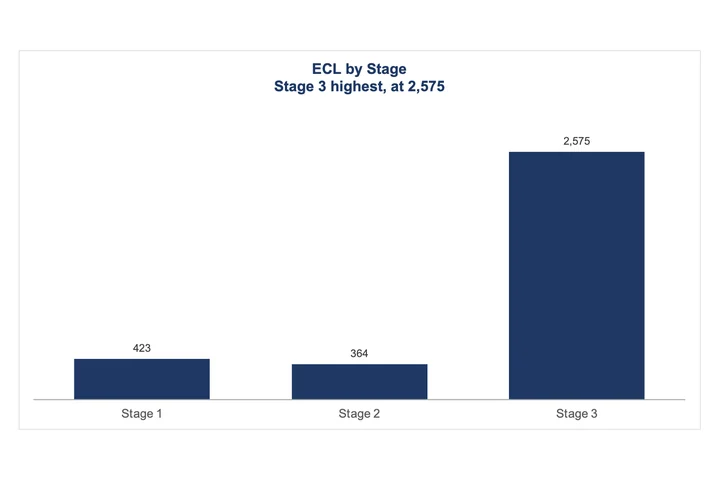 ECL by Stage
Stage 3 highest, at 2,575
2,575
423
364
Stage 1
Stage 2
Stage 3